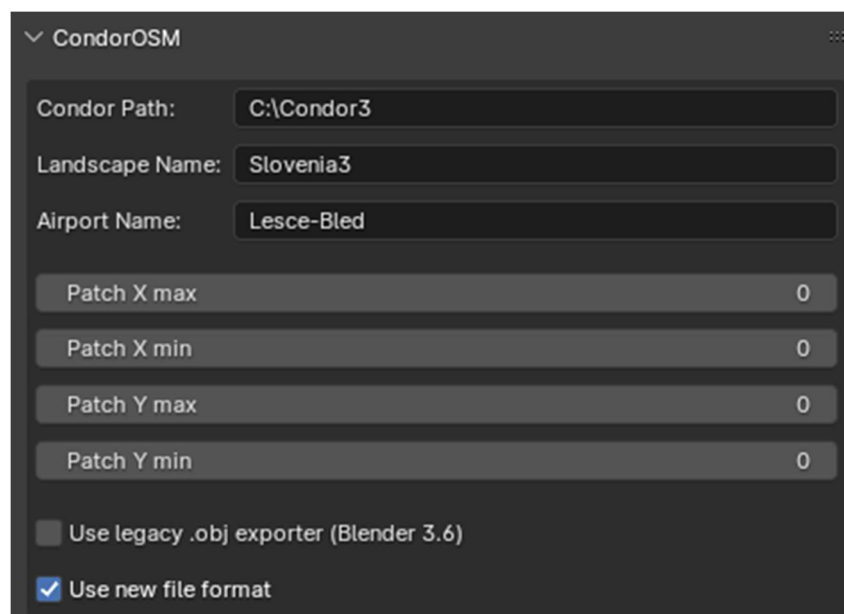 CondorOSM
Condor Path: C:\Condor3
Landscape Name: Slovenia3
Airport Name: Lesce-Bled
Patch X max 0
Patch X min 0
Patch Y max 0
Patch Y min 0
Use legacy .obj exporter (Blender 3.6)
Use new file format